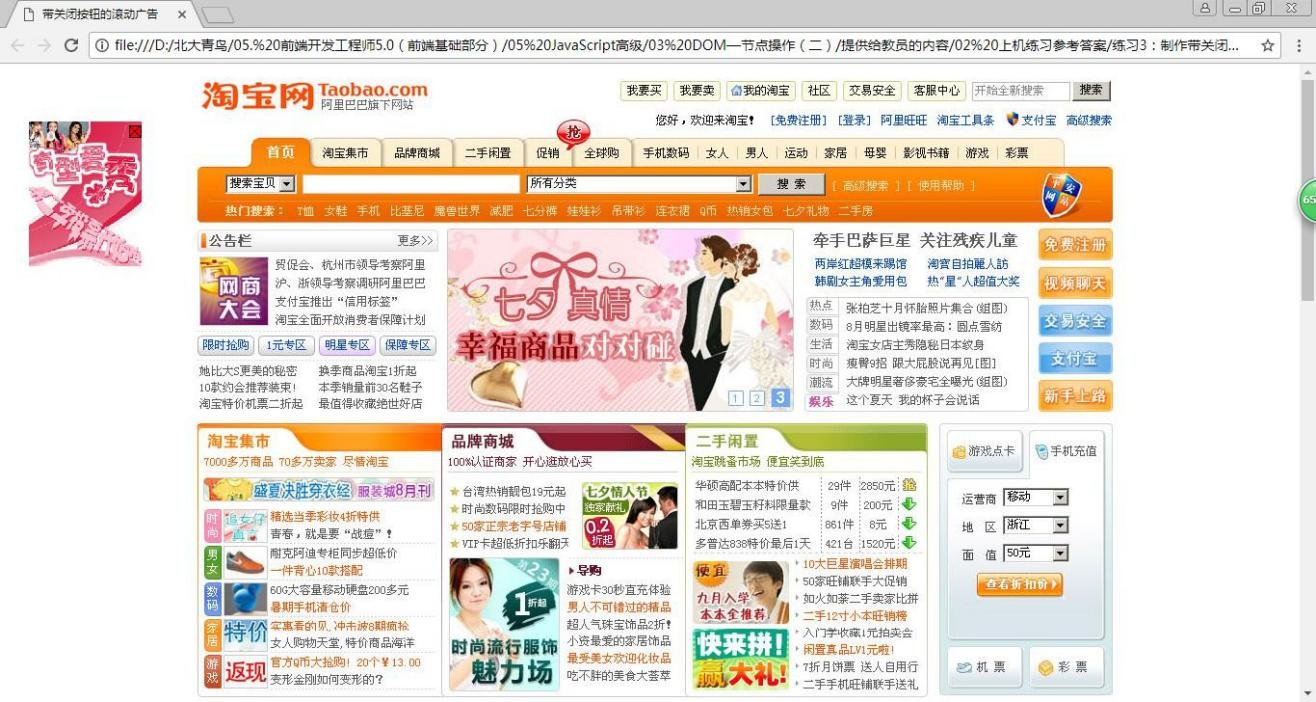 带关闭按钮的滚动广告
file:///D:/北大青鸟/05.%20前端开发工程师5.0（前端基础部分）/05%20JavaScript高级/03%20DOM—节点操作（二）/提供给教员的内容/02%20上机练习参考答案/练习3：制作带关闭...
淘宝网 Taobao.com
阿里巴巴旗下网站
我要买 我要卖 我的淘宝 社区 交易安全 客服中心 开始全新搜索 搜索
您好，欢迎来淘宝！ [免费注册] [登录] 阿里旺旺 淘宝工具条 支付宝 高级搜索
抢
首页 淘宝集市 品牌商城 二手闲置 促销 全球购 手机数码 女人 男人 运动 家居 母婴 影视书籍 游戏 彩票
搜索宝贝 所有分类 搜 索 [ 高级搜索 ] [ 使用帮助 ]
热门搜索： T恤 女鞋 手机 比基尼 魔兽世界 减肥 七分裤 娃娃衫 吊带衫 连衣裙 Q币 热销女包 七夕礼物 二手房
平安网站
65
公告栏 更多>>
网商大会
贸促会、杭州市领导考察阿里
沪、浙领导考察调研阿里巴巴
支付宝推出“信用标签”
淘宝全面开放消费者保障计划
限时抢购 1元专区 明星专区 保障专区
地比大S更美的秘密 换季商品淘宝1折起
10款约会推荐装束! 本季销量前30名鞋子
淘宝特价机票二折起 最值得收藏绝世好店
七夕 真情
幸福商品对对碰
1 2 3
牵手巴萨巨星 关注残疾儿童
两岸红超模来踢馆 淘宝自拍麗人訪
韩剧女主角爱用包 热“星”人超值大奖
热点 张柏芝十月怀胎照片集合(组图)
数码 8月明星出镜率最高：圆点雪纺
生活 淘宝女店主秀隐秘日本纹身
时尚 瘦臀9招 跟大屁股说再见[图]
潮流 大牌明星奢侈豪宅全曝光(组图)
娱乐 这个夏天 我的杯子会说话
免费注册
视频聊天
交易安全
支付宝
新手上路
淘宝集市
7000多万商品 70多万卖家 尽情淘宝
盛夏决胜穿衣经 服装城8月刊
时尚 精选当季彩妆4折特供
青春，就是要“战痘”!
男女 耐克阿迪专柜同步超低价
一件背心10款搭配
数码 60G大容量移动硬盘200多元
暑期手机清仓价
家居 特价 实惠看的见,冲击波8期疯抢
女人购物天堂,特价商品海洋
游戏 返现 官方Q币大抢购! 20个￥13.00
变形金刚如何变形的?
品牌商城
100%认证商家 开心逛放心买
台湾热销靓包19元起
时尚数码限时抢购中
50家正宗老字号店铺
VIP卡超低折扣乐翻天
七夕情人节
独家献礼
0.2
折起
第23期
1折起
时尚流行服饰
魅力场
导购
游戏卡30秒直充体验
男人不可错过的精品
超人气珠宝饰品2折!
小资最爱的家居饰品
最受美女欢迎化妆品
吃不胖的美食大荟萃
二手闲置
淘宝跳蚤市场 便宜笑到底
华硕高配本本特价供 29件 2850元
和田玉碧玉籽料限量款 9件 200元
北京西单券买5送1 861件 8元
多普达838特价最后1天 421台 1520元
便宜
九月入学
本本全推荐
快来拼!
赢大礼!
10大巨星演唱会排期
50家旺铺联手大促销
如火如荼二手卖家比拼
二手12寸小本旺销榜
入门学收藏1元拍卖会
闲置真品LV1元啦!
7折月饼票 送人自用行
二手手机旺铺联手送礼
游戏点卡 手机充值
运营商 移动
地 区 浙江
面 值 50元
查看折扣价
机 票 彩 票